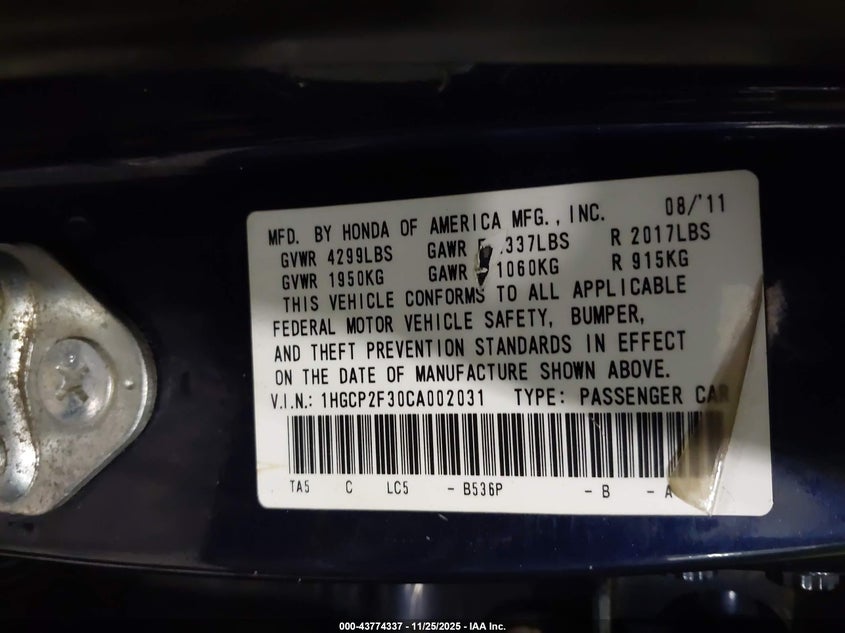 MFD. BY HONDA OF AMERICA MFG., INC. 08/'11
GVWR 4299LBS GAWR 337LBS R 2017LBS
GVWR 1950KG GAWR 1060KG R 915KG
THIS VEHICLE CONFORMS TO ALL APPLICABLE
FEDERAL MOTOR VEHICLE SAFETY, BUMPER,
AND THEFT PREVENTION STANDARDS IN EFFECT
ON THE DATE OF MANUFACTURE SHOWN ABOVE.
V.I.N.: 1HGCP2F30CA002031 TYPE: PASSENGER CAR
TA5 C LC5 - B536P - B - A
000-43774337 - 11/25/2025 - IAA Inc.